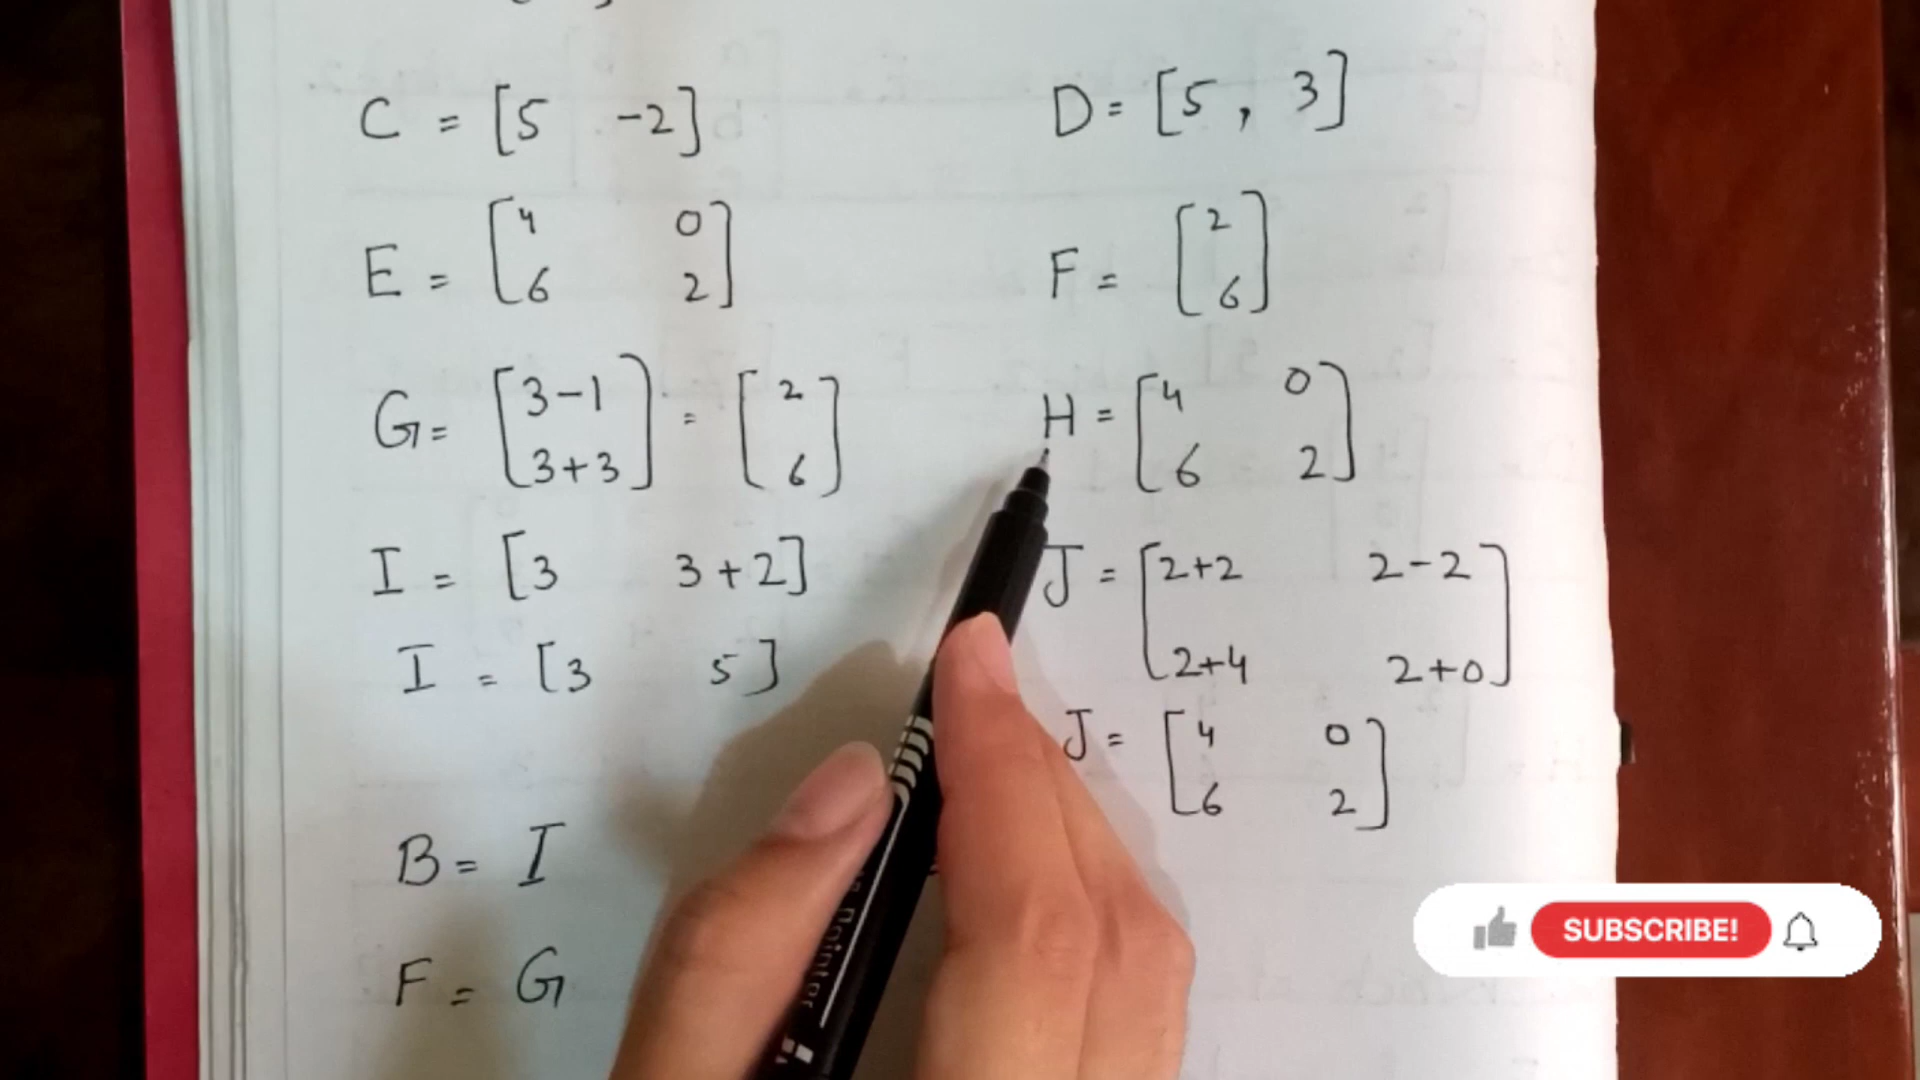 C = [5 -2] D = [5 , 3]
E = [4 0
6 2] F = [2
6]
G = [3-1
3+3] = [2
6] H = [4 0
6 2]
I = [3 3+2] J = [2+2 2-2
2+4 2+0]
I = [3 5] J = [4 0
6 2]
B = I
F = G
Pointer
SUBSCRIBE!